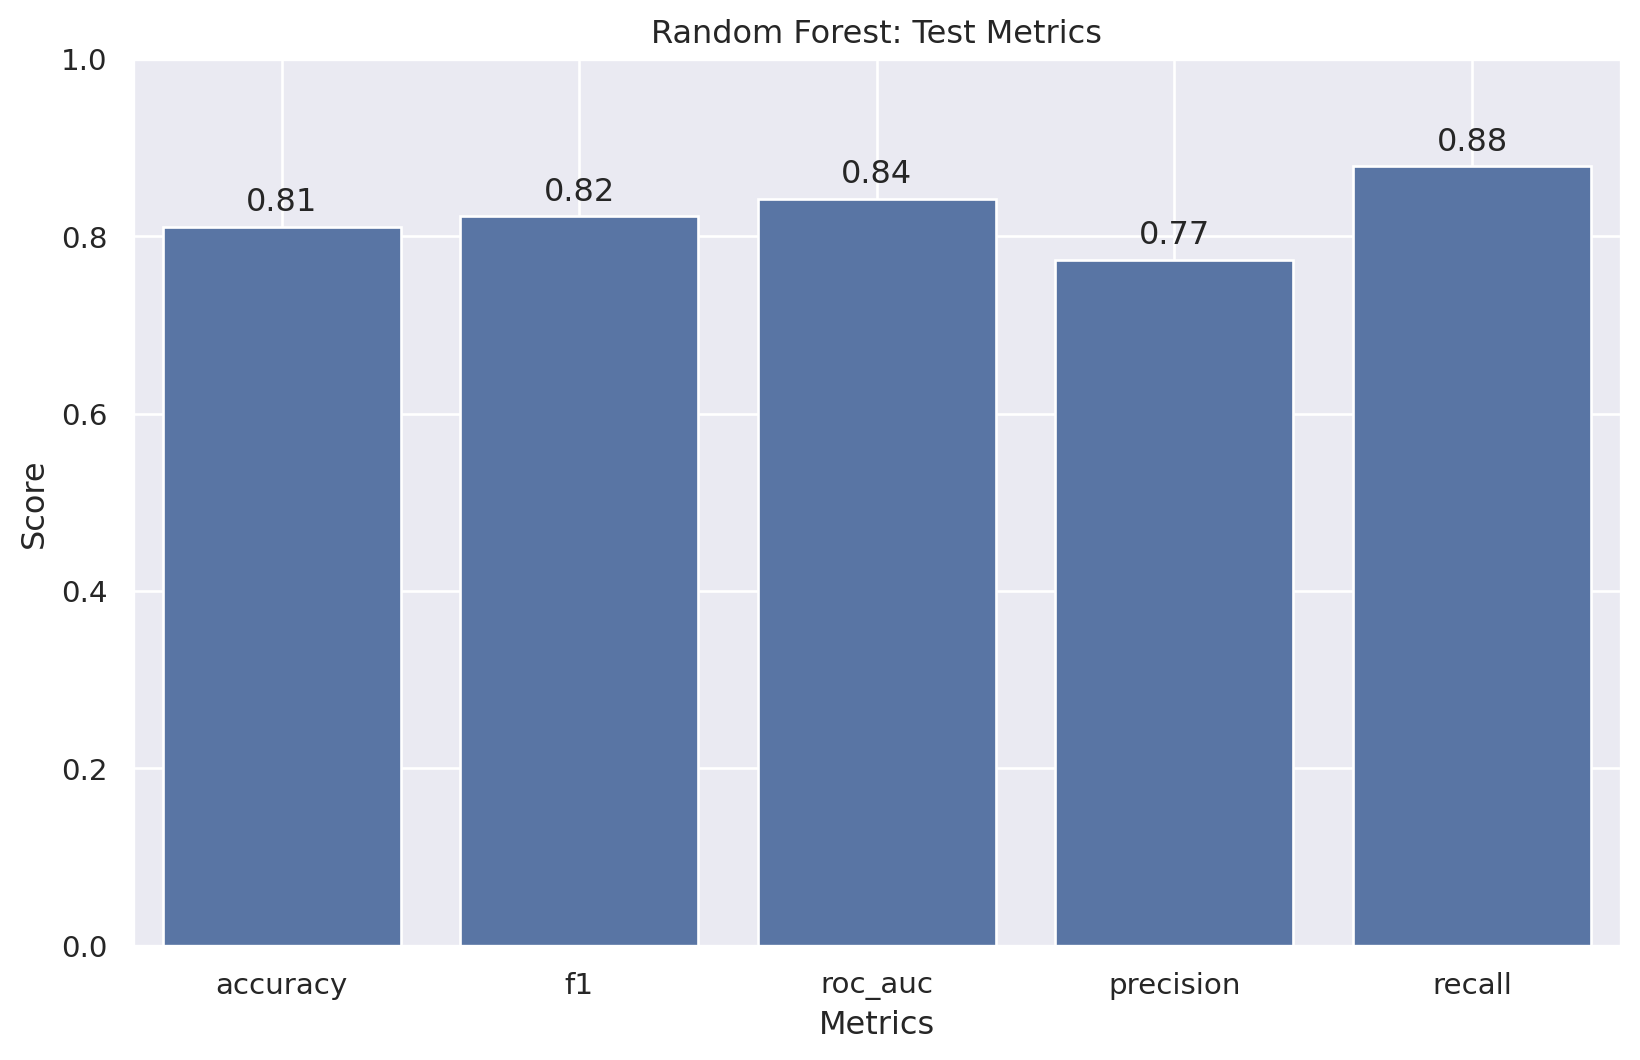 Random Forest: Test Metrics
1.0
0.8
0.6
0.4
0.2
0.0
Score
0.81
0.82
0.84
0.77
0.88
accuracy
f1
roc_auc
precision
recall
Metrics